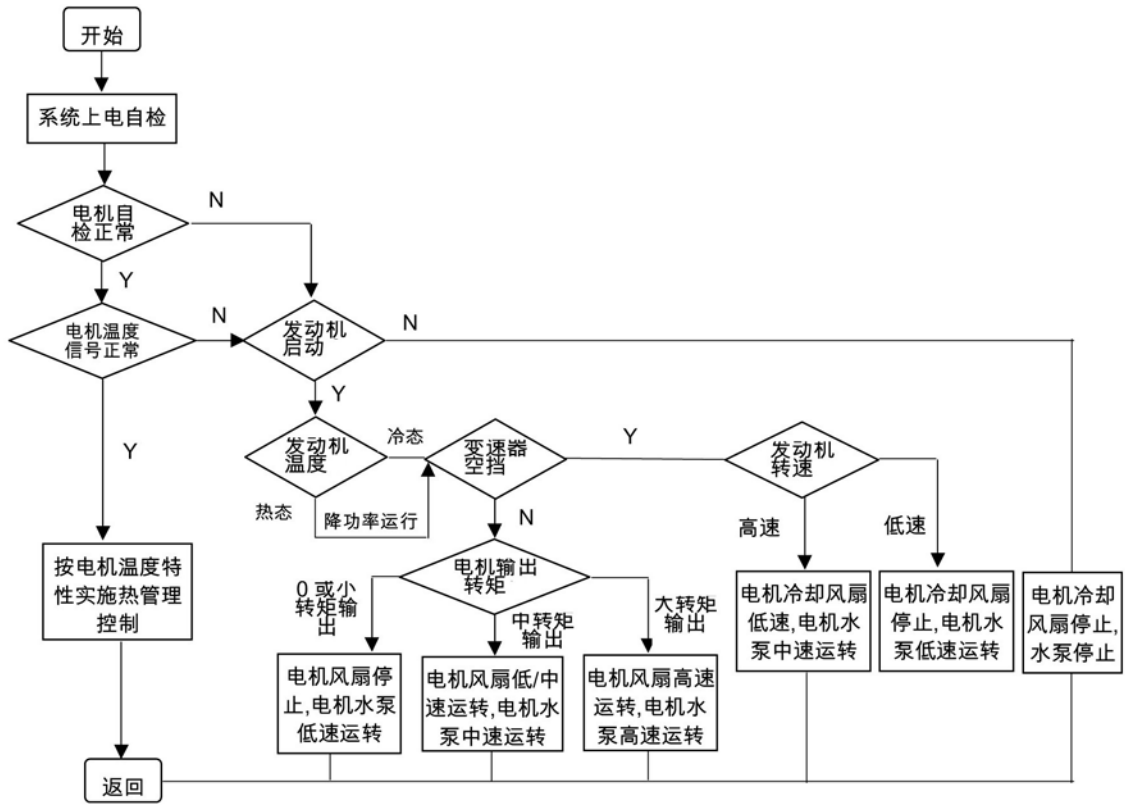 开始
系统上电自检
电机自
检正常
N
Y
电机温度
信号正常
N
发动机
启动
N
Y
Y
发动机
温度
冷态
热态
降功率运行
变速器
空挡
Y
N
发动机
转速
高速
低速
电机输出
转矩
0或小
转矩输
出
中转矩
输出
大转矩
输出
按电机温度特
性实施热管理
控制
电机风扇停
止,电机水泵
低速运转
电机风扇低/中
速运转,电机水
泵中速运转
电机风扇高速
运转,电机水
泵高速运转
电机冷却风扇
低速,电机水
泵中速运转
电机冷却风扇
停止,电机水
泵低速运转
电机冷却
风扇停止,
水泵停止
返回